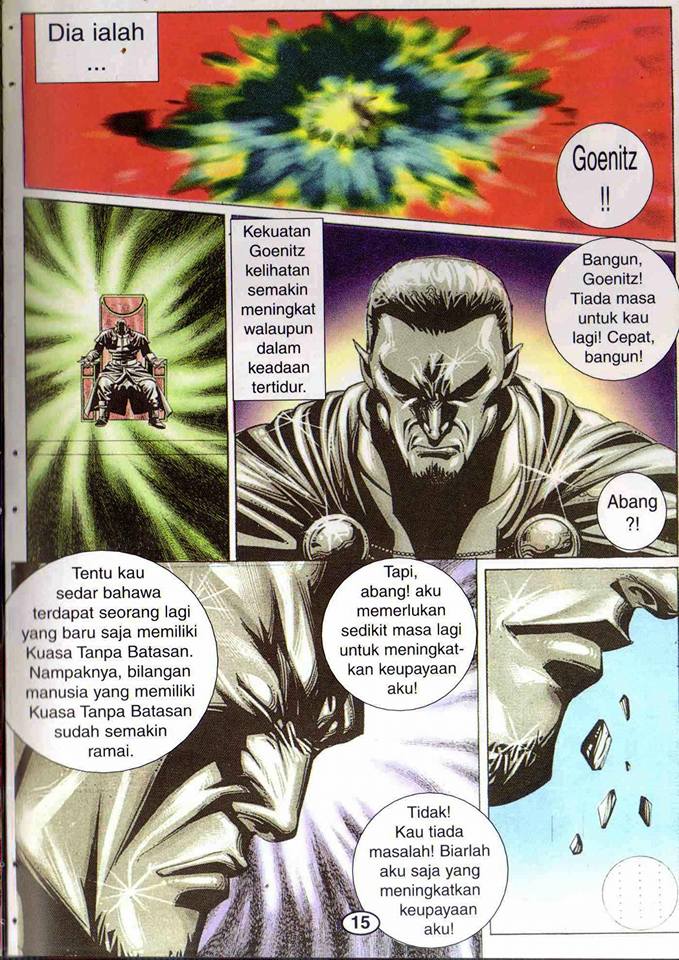 Dia ialah
...
Goenitz
!!
Kekuatan
Goenitz
kelihatan
semakin
meningkat
walaupun
dalam
keadaan
tertidur.
Bangun,
Goenitz!
Tiada masa
untuk kau
lagi! Cepat,
bangun!
Abang
?!
Tentu kau
sedar bahawa
terdapat seorang lagi
yang baru saja memiliki
Kuasa Tanpa Batasan.
Nampaknya, bilangan
manusia yang memiliki
Kuasa Tanpa Batasan
sudah semakin
ramai.
Tapi,
abang! aku
memerlukan
sedikit masa lagi
untuk meningkat-
kan keupayaan
aku!
Tidak!
Kau tiada
masalah! Biarlah
aku saja yang
meningkatkan
keupayaan
aku!
15